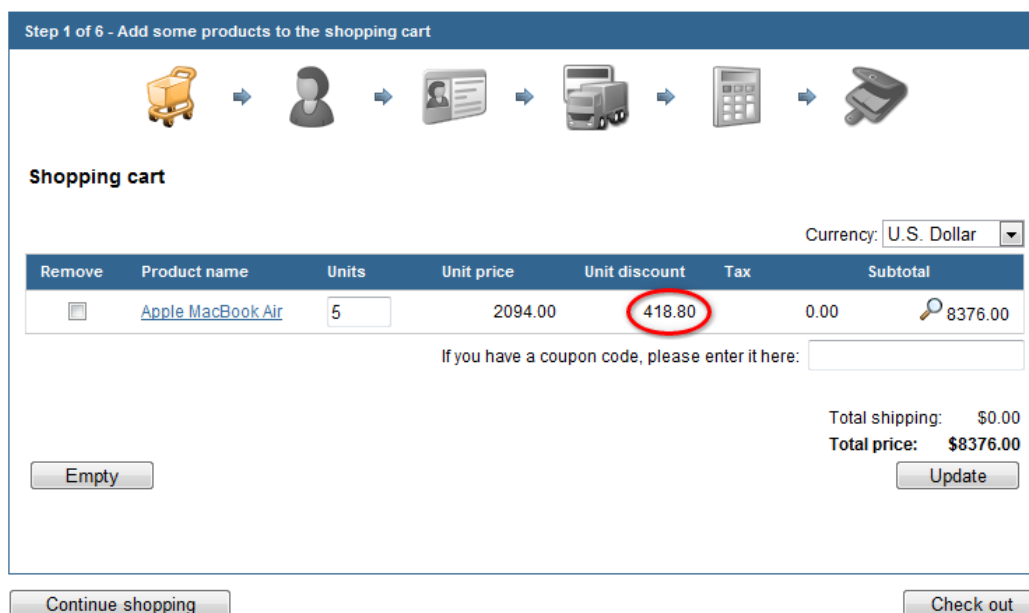 Step 1 of 6 - Add some products to the shopping cart
Shopping cart
Currency: U.S. Dollar
Remove Product name Units Unit price Unit discount Tax Subtotal
Apple MacBook Air 5 2094.00 418.80 0.00 8376.00
If you have a coupon code, please enter it here:
Total shipping: $0.00
Total price: $8376.00
Empty Update
Continue shopping Check out